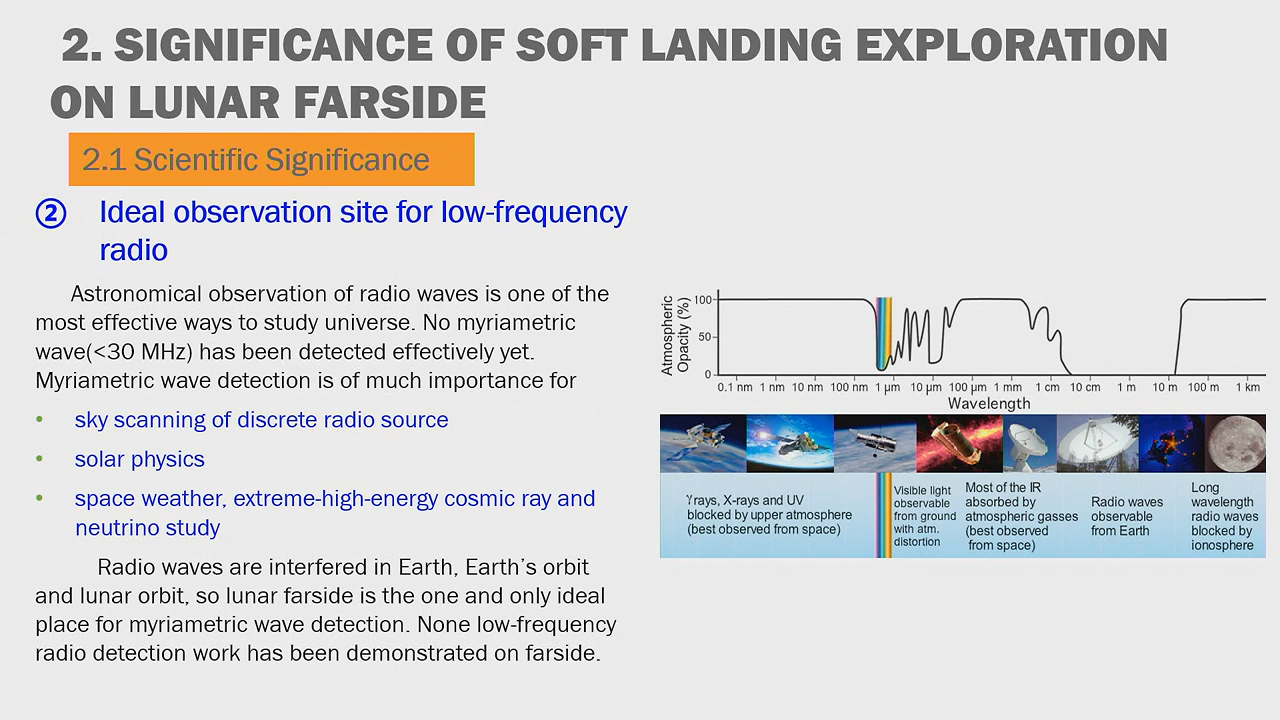 2. SIGNIFICANCE OF SOFT LANDING EXPLORATION
ON LUNAR FARSIDE
2.1 Scientific Significance
② Ideal observation site for low-frequency
radio
Astronomical observation of radio waves is one of the
most effective ways to study universe. No myriametric
wave(<30 MHz) has been detected effectively yet.
Myriametric wave detection is of much importance for
• sky scanning of discrete radio source
• solar physics
• space weather, extreme-high-energy cosmic ray and
neutrino study
Radio waves are interfered in Earth, Earth's orbit
and lunar orbit, so lunar farside is the one and only ideal
place for myriametric wave detection. None low-frequency
radio detection work has been demonstrated on farside.
Atmospheric
Opacity (%)
100
50
0
0.1 nm 1 nm 10 nm 100 nm 1 µm 10 µm 100 µm 1 mm 1 cm 10 cm 1 m 10 m 100 m 1 km
Wavelength
γ rays, X-rays and UV
blocked by upper atmosphere
(best observed from space)
Visible light
observable
from ground
with atm.
distortion
Most of the IR
absorbed by
atmospheric gasses
(best observed
from space)
Radio waves
observable
from Earth
Long
wavelength
radio waves
blocked by
ionosphere